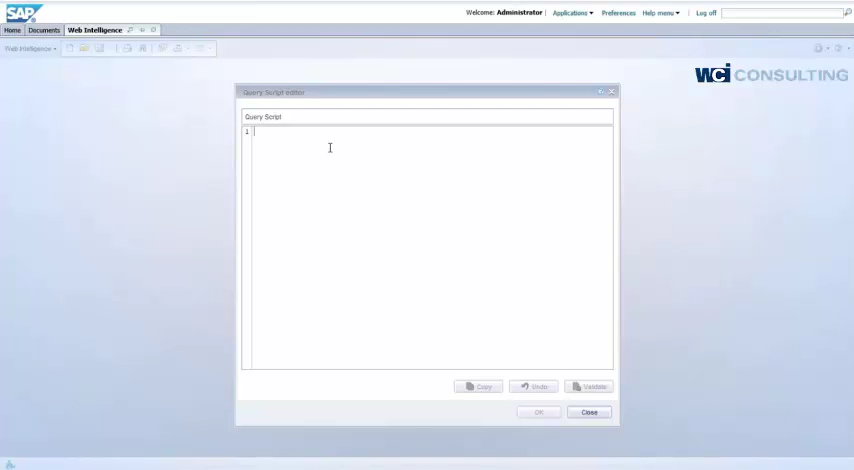 SAP
Welcome: Administrator | Applications | Preferences Help menu | Log off
Home Documents Web Intelligence
Web Intelligence
WCI CONSULTING
Query Script editor
Query Script
1
Copy Undo Validate
OK Close